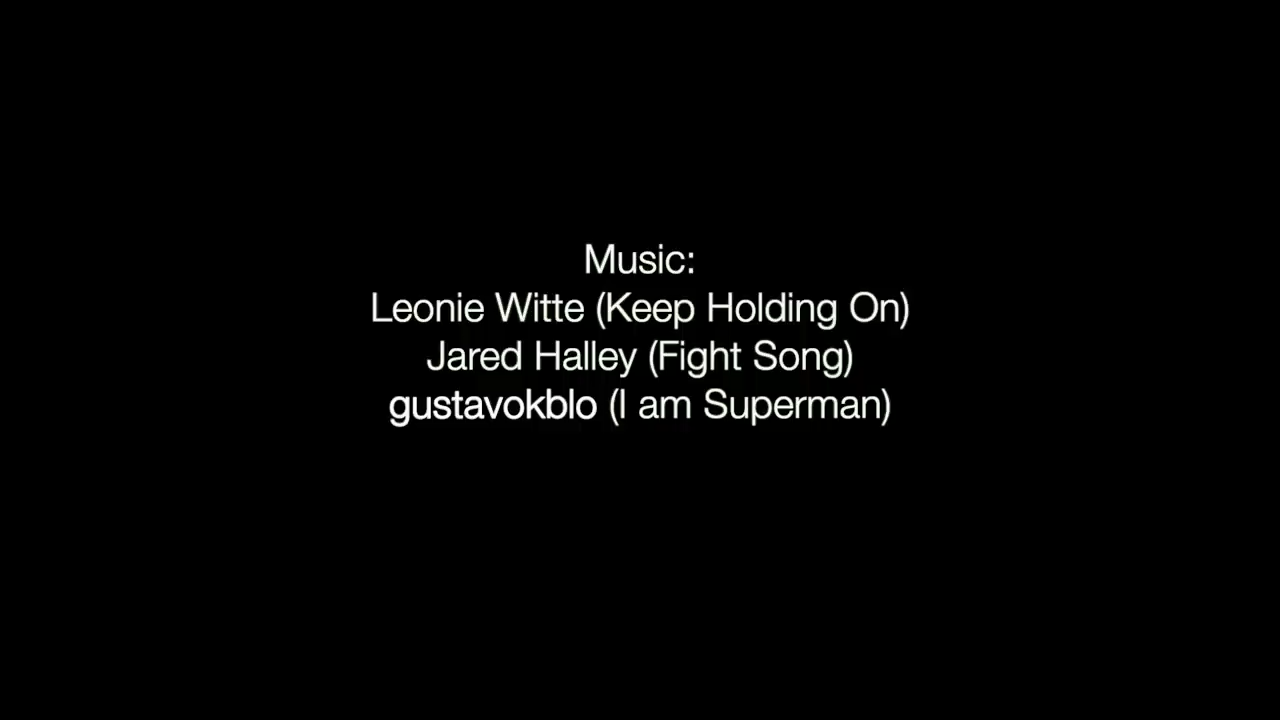 Music:
Leonie Witte (Keep Holding On)
Jared Halley (Fight Song)
gustavokblo (I am Superman)